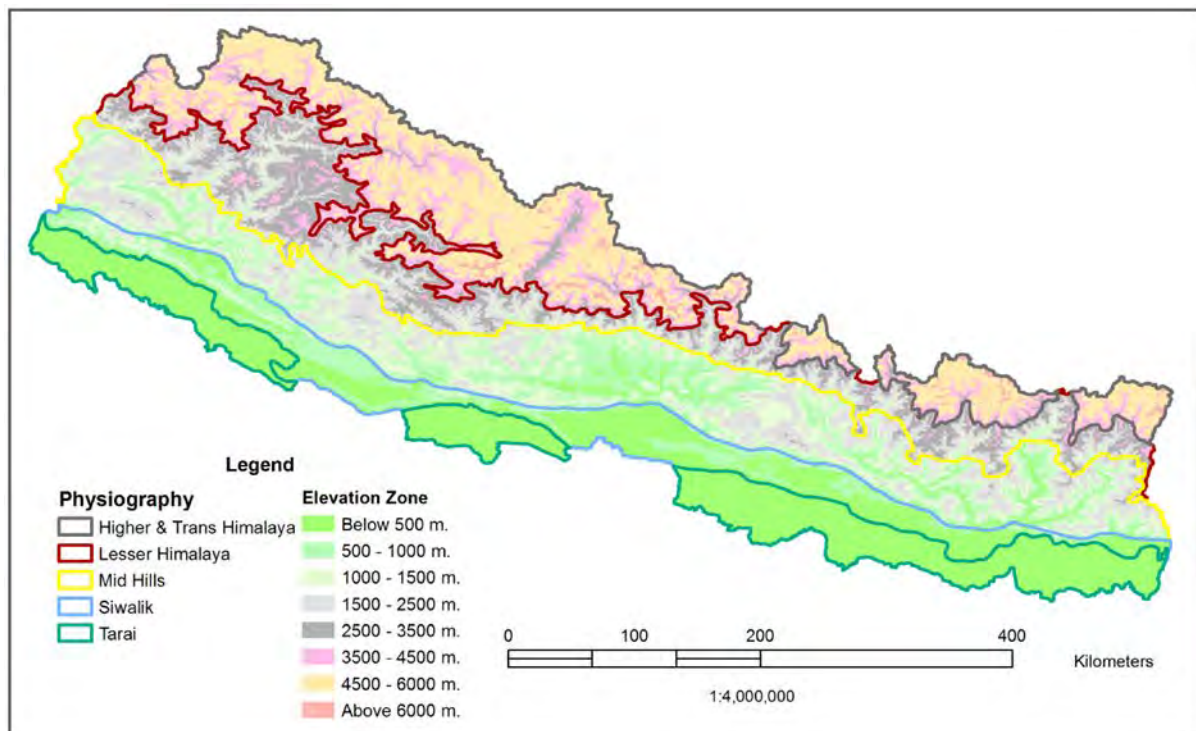 Legend
Physiography
Higher & Trans Himalaya
Lesser Himalaya
Mid Hills
Siwalik
Tarai
Elevation Zone
Below 500 m.
500 - 1000 m.
1000 - 1500 m.
1500 - 2500 m.
2500 - 3500 m.
3500 - 4500 m.
4500 - 6000 m.
Above 6000 m.
0 100 200 400
Kilometers
1:4,000,000